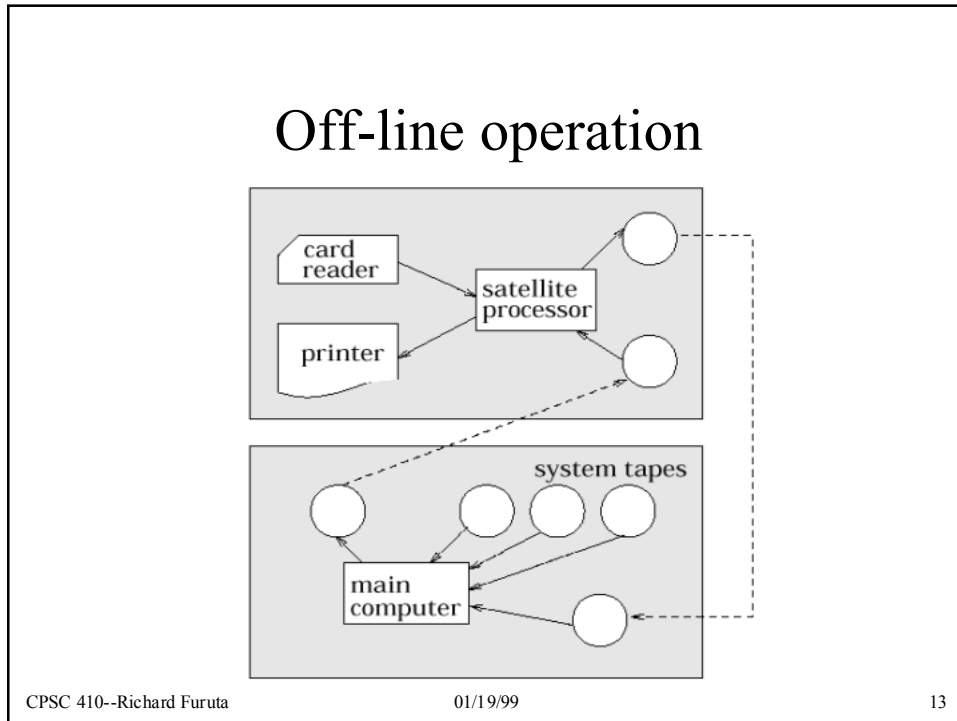 Off-line operation
card
reader
satellite
processor
printer
system tapes
main
computer
CPSC 410--Richard Furuta 01/19/99 13